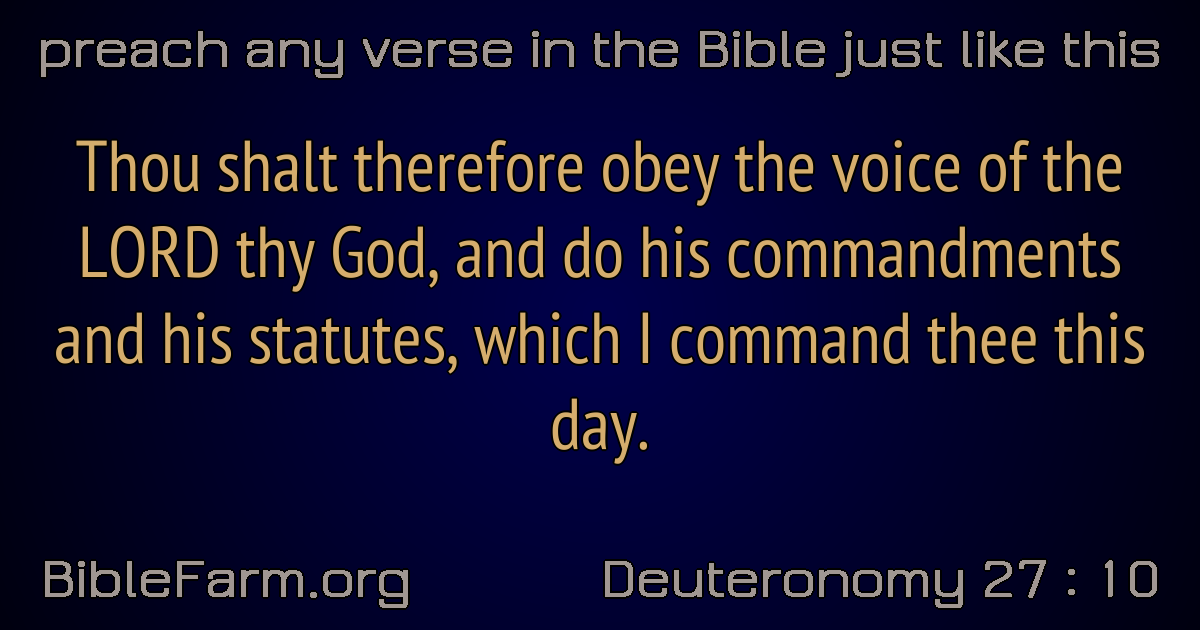 preach any verse in the Bible just like this
Thou shalt therefore obey the voice of the
LORD thy God, and do his commandments
and his statutes, which I command thee this
day.
BibleFarm.org
Deuteronomy 27 : 10